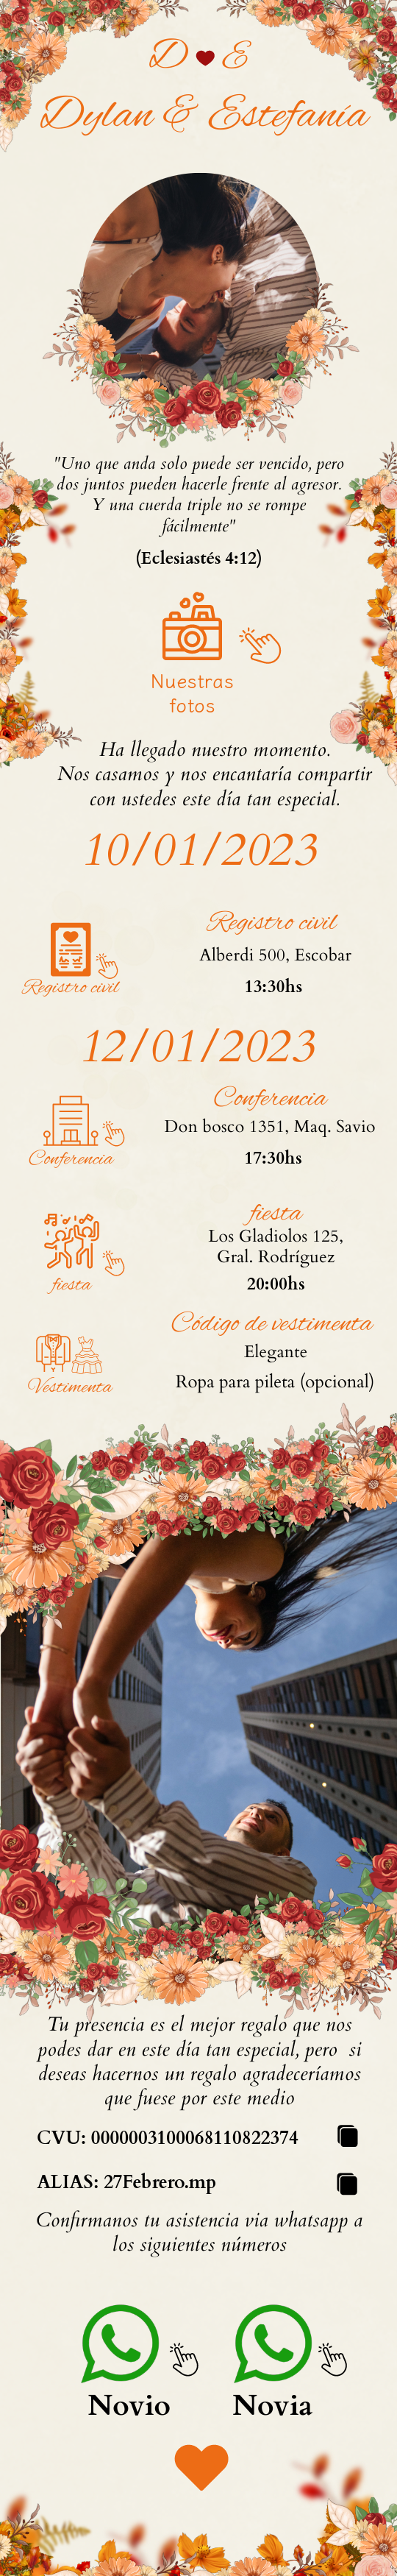 D E
Dylan & Estefanía
"Uno que anda solo puede ser vencido, pero
dos juntos pueden hacerle frente al agresor.
Y una cuerda triple no se rompe
fácilmente"
(Eclesiastés 4:12)
Nuestras
fotos
Ha llegado nuestro momento.
Nos casamos y nos encantaría compartir
con ustedes este día tan especial.
10/01/2023
Registro civil
Registro civil
Alberdi 500, Escobar
13:30hs
12/01/2023
Conferencia
Conferencia
Don bosco 1351, Maq. Savio
17:30hs
fiesta
fiesta
Los Gladiolos 125,
Gral. Rodríguez
20:00hs
Vestimenta
Código de vestimenta
Elegante
Ropa para pileta (opcional)
Tu presencia es el mejor regalo que nos
podes dar en este día tan especial, pero si
deseas hacernos un regalo agradeceríamos
que fuese por este medio
CVU: 0000003100068110822374
ALIAS: 27Febrero.mp
Confirmanos tu asistencia via whatsapp a
los siguientes números
Novio Novia